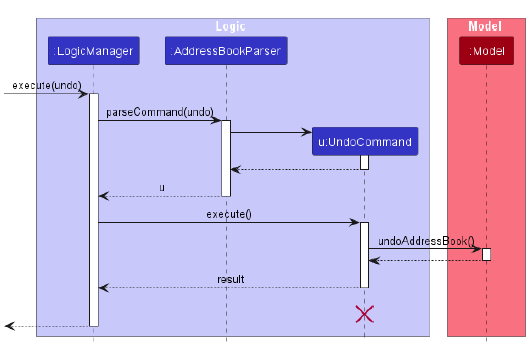 Logic
Model
:LogicManager
:AddressBookParser
:Model
execute(undo)
parseCommand(undo)
u:UndoCommand
u
execute()
undoAddressBook()
result